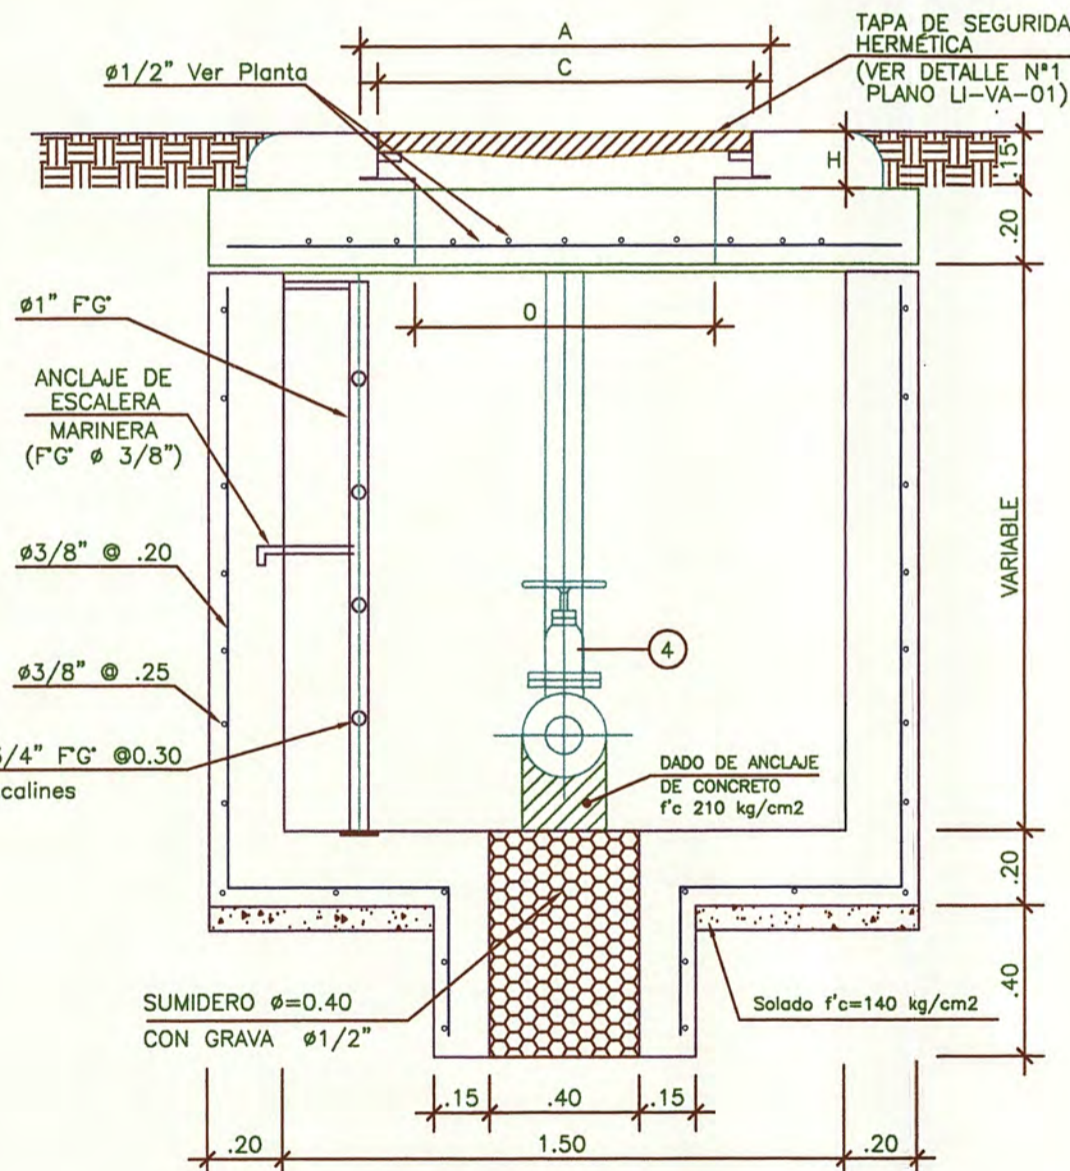 A
C
TAPA DE SEGURIDA
HERMÉTICA
(VER DETALLE N°1
PLANO LI-VA-01)
ø1/2" Ver Planta
H
.15
.20
ø1" F°G°
O
ANCLAJE DE
ESCALERA
MARINERA
(F°G° ø 3/8")
VARIABLE
ø3/8" @ .20
4
ø3/8" @ .25
3/4" F°G° @0.30
calines
DADO DE ANCLAJE
DE CONCRETO
f'c 210 kg/cm2
.20
.40
SUMIDERO ø=0.40
CON GRAVA ø1/2"
Solado f'c=140 kg/cm2
.15
.40
.15
.20
1.50
.20